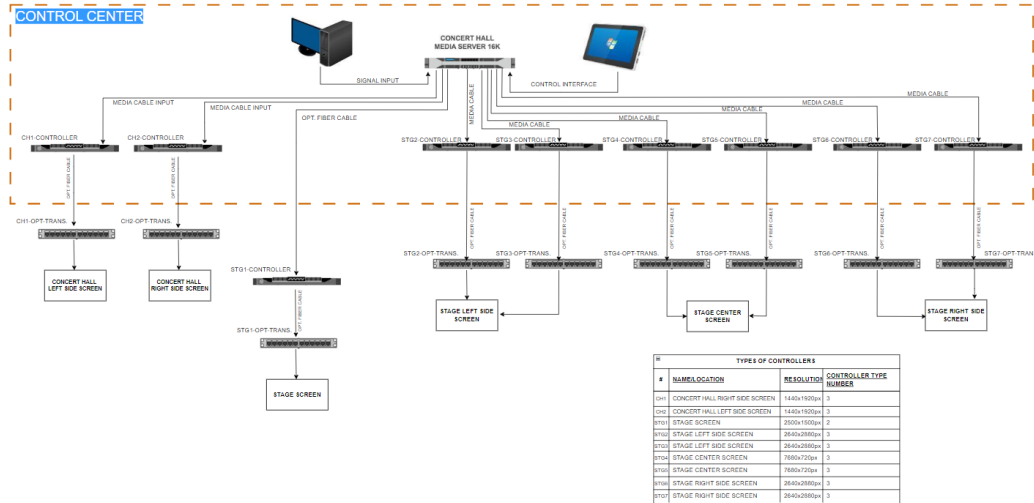 CONTROL CENTER
CONCERT HALL
MEDIA SERVER 16K
SIGNAL INPUT
CONTROL INTERFACE
MEDIA CABLE INPUT
MEDIA CABLE INPUT
OPT. FIBER CABLE
MEDIA CABLE
MEDIA CABLE
MEDIA CABLE
MEDIA CABLE
MEDIA CABLE
MEDIA CABLE
CH1-CONTROLLER
CH2-CONTROLLER
STG2-CONTROLLER
STG3-CONTROLLER
STG4-CONTROLLER
STG5-CONTROLLER
STG6-CONTROLLER
STG7-CONTROLLER
OPT. FIBER CABLE
OPT. FIBER CABLE
OPT. FIBER CABLE
OPT. FIBER CABLE
OPT. FIBER CABLE
OPT. FIBER CABLE
OPT. FIBER CABLE
OPT. FIBER CABLE
CH1-OPT-TRANS.
CH2-OPT-TRANS.
STG2-OPT-TRANS.
STG3-OPT-TRANS.
STG4-OPT-TRANS.
STG5-OPT-TRANS.
STG6-OPT-TRANS.
STG7-OPT-TRAN
CONCERT HALL
LEFT SIDE SCREEN
CONCERT HALL
RIGHT SIDE SCREEN
STG1-CONTROLLER
OPT. FIBER CABLE
STG1-OPT-TRANS.
STAGE SCREEN
STAGE LEFT SIDE
SCREEN
STAGE CENTER
SCREEN
STAGE RIGHT SIDE
SCREEN
TYPES OF CONTROLLERS
# NAME/LOCATION RESOLUTION CONTROLLER TYPE NUMBER
CH1 CONCERT HALL RIGHT SIDE SCREEN 1440x1920px 3
CH2 CONCERT HALL LEFT SIDE SCREEN 1440x1920px 3
STG1 STAGE SCREEN 2500x1500px 2
STG2 STAGE LEFT SIDE SCREEN 2640x2880px 3
STG3 STAGE LEFT SIDE SCREEN 2640x2880px 3
STG4 STAGE CENTER SCREEN 7680x720px 3
STG5 STAGE CENTER SCREEN 7680x720px 3
STG6 STAGE RIGHT SIDE SCREEN 2640x2880px 3
STG7 STAGE RIGHT SIDE SCREEN 2640x2880px 3